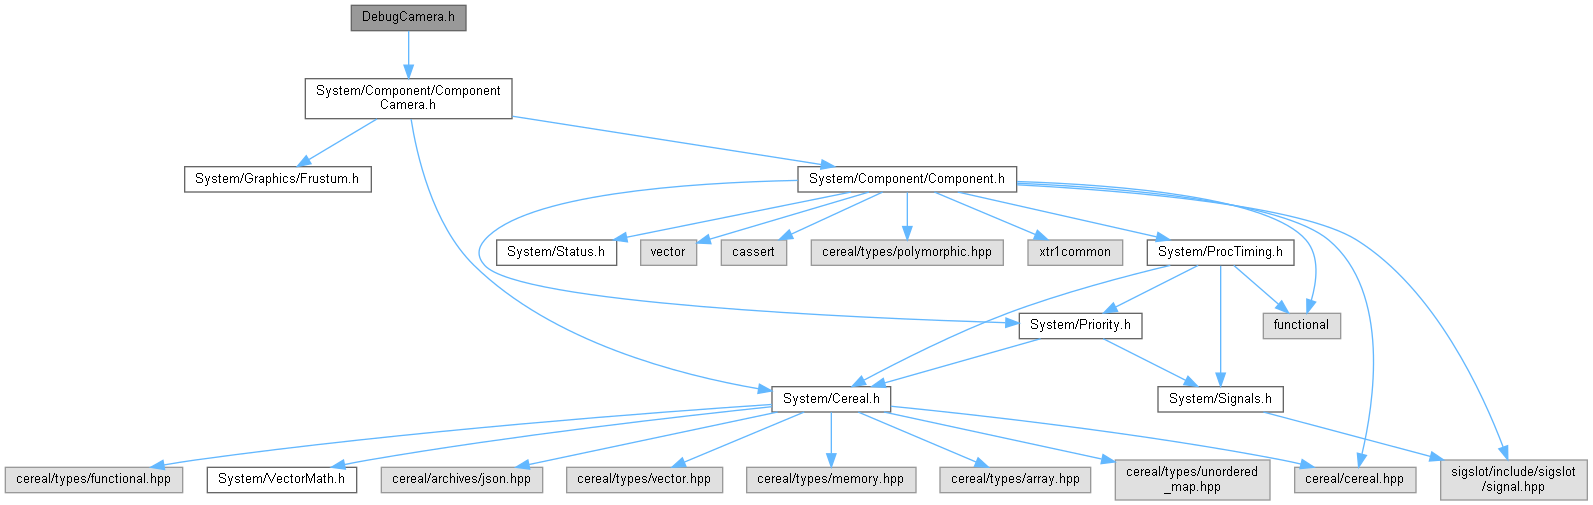 DebugCamera.h
System/Component/Component
Camera.h
System/Graphics/Frustum.h
System/Component/Component.h
System/Status.h
vector
cassert
cereal/types/polymorphic.hpp
xtr1common
System/ProcTiming.h
System/Priority.h
functional
System/Cereal.h
System/Signals.h
cereal/types/functional.hpp
System/VectorMath.h
cereal/archives/json.hpp
cereal/types/vector.hpp
cereal/types/memory.hpp
cereal/types/array.hpp
cereal/types/unordered
_map.hpp
cereal/cereal.hpp
sigslot/include/sigslot
/signal.hpp